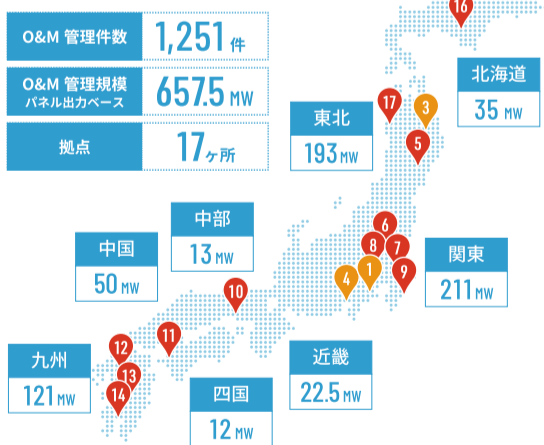 O&M 管理件数
1,251 件
O&M 管理規模
パネル出力ベース
657.5 MW
拠点
17ヶ所
16
北海道
35 MW
17
3
東北
193 MW
5
中部
13 MW
中国
50 MW
6
8
7
関東
211 MW
1
4
9
10
11
12
13
14
九州
121 MW
近畿
22.5 MW
四国
12 MW